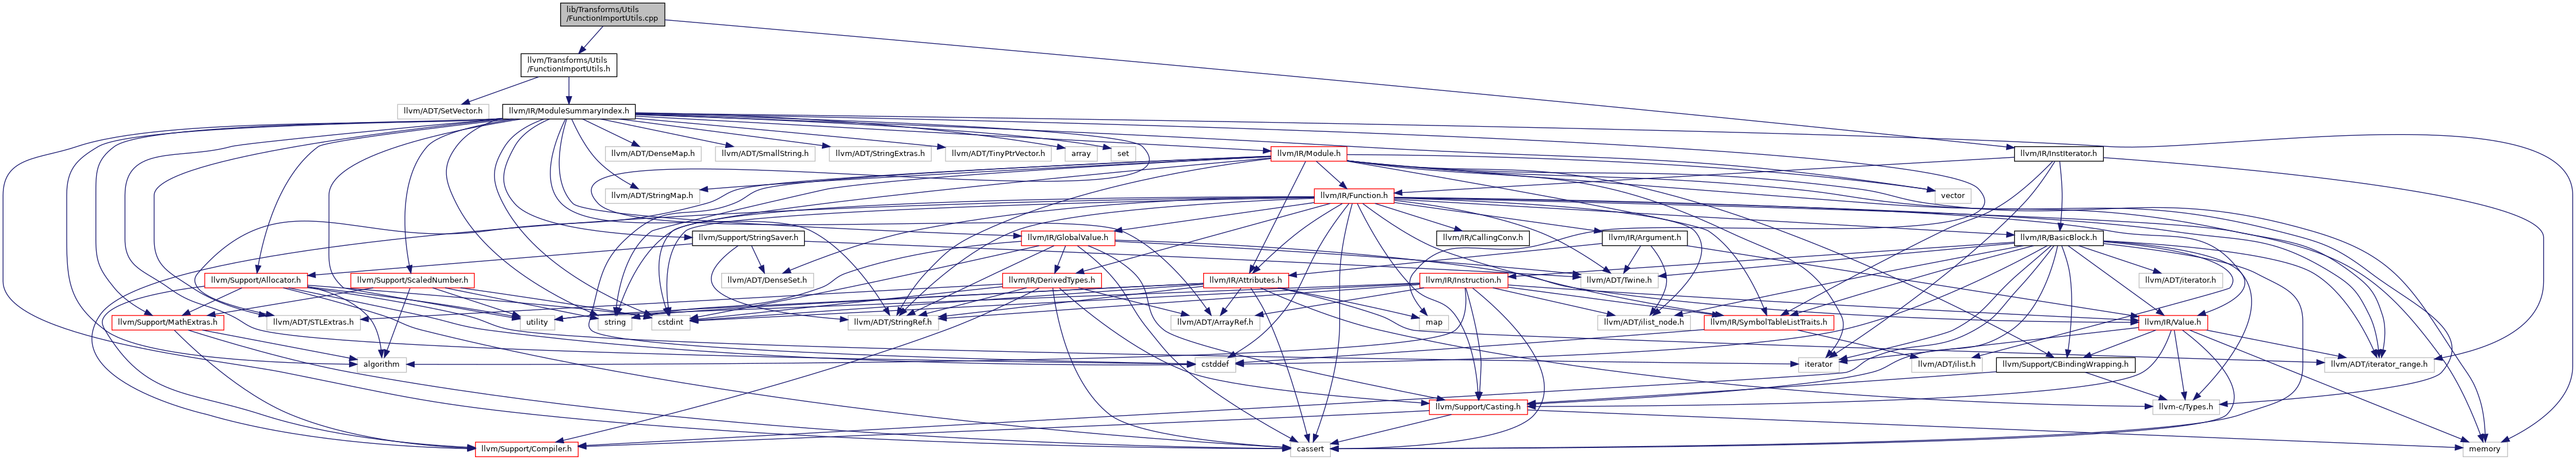 lib/Transforms/Utils
/FunctionImportUtils.cpp
llvm/Transforms/Utils
/FunctionImportUtils.h
llvm/ADT/SetVector.h
llvm/IR/ModuleSummaryIndex.h
llvm/ADT/DenseMap.h
llvm/ADT/SmallString.h
llvm/ADT/StringExtras.h
llvm/ADT/TinyPtrVector.h
array
set
llvm/IR/Module.h
llvm/IR/InstIterator.h
llvm/ADT/StringMap.h
llvm/IR/Function.h
vector
llvm/Support/StringSaver.h
llvm/IR/GlobalValue.h
llvm/IR/CallingConv.h
llvm/IR/Argument.h
llvm/IR/BasicBlock.h
llvm/Support/Allocator.h
llvm/Support/ScaledNumber.h
llvm/ADT/DenseSet.h
llvm/IR/DerivedTypes.h
llvm/IR/Attributes.h
llvm/IR/Instruction.h
llvm/ADT/Twine.h
llvm/ADT/iterator.h
llvm/Support/MathExtras.h
llvm/ADT/STLExtras.h
utility
string
cstdint
llvm/ADT/StringRef.h
llvm/ADT/ArrayRef.h
map
llvm/ADT/ilist_node.h
llvm/IR/SymbolTableListTraits.h
llvm/IR/Value.h
algorithm
cstddef
iterator
llvm/ADT/ilist.h
llvm/Support/CBindingWrapping.h
llvm/ADT/iterator_range.h
llvm/Support/Casting.h
llvm-c/Types.h
llvm/Support/Compiler.h
cassert
memory